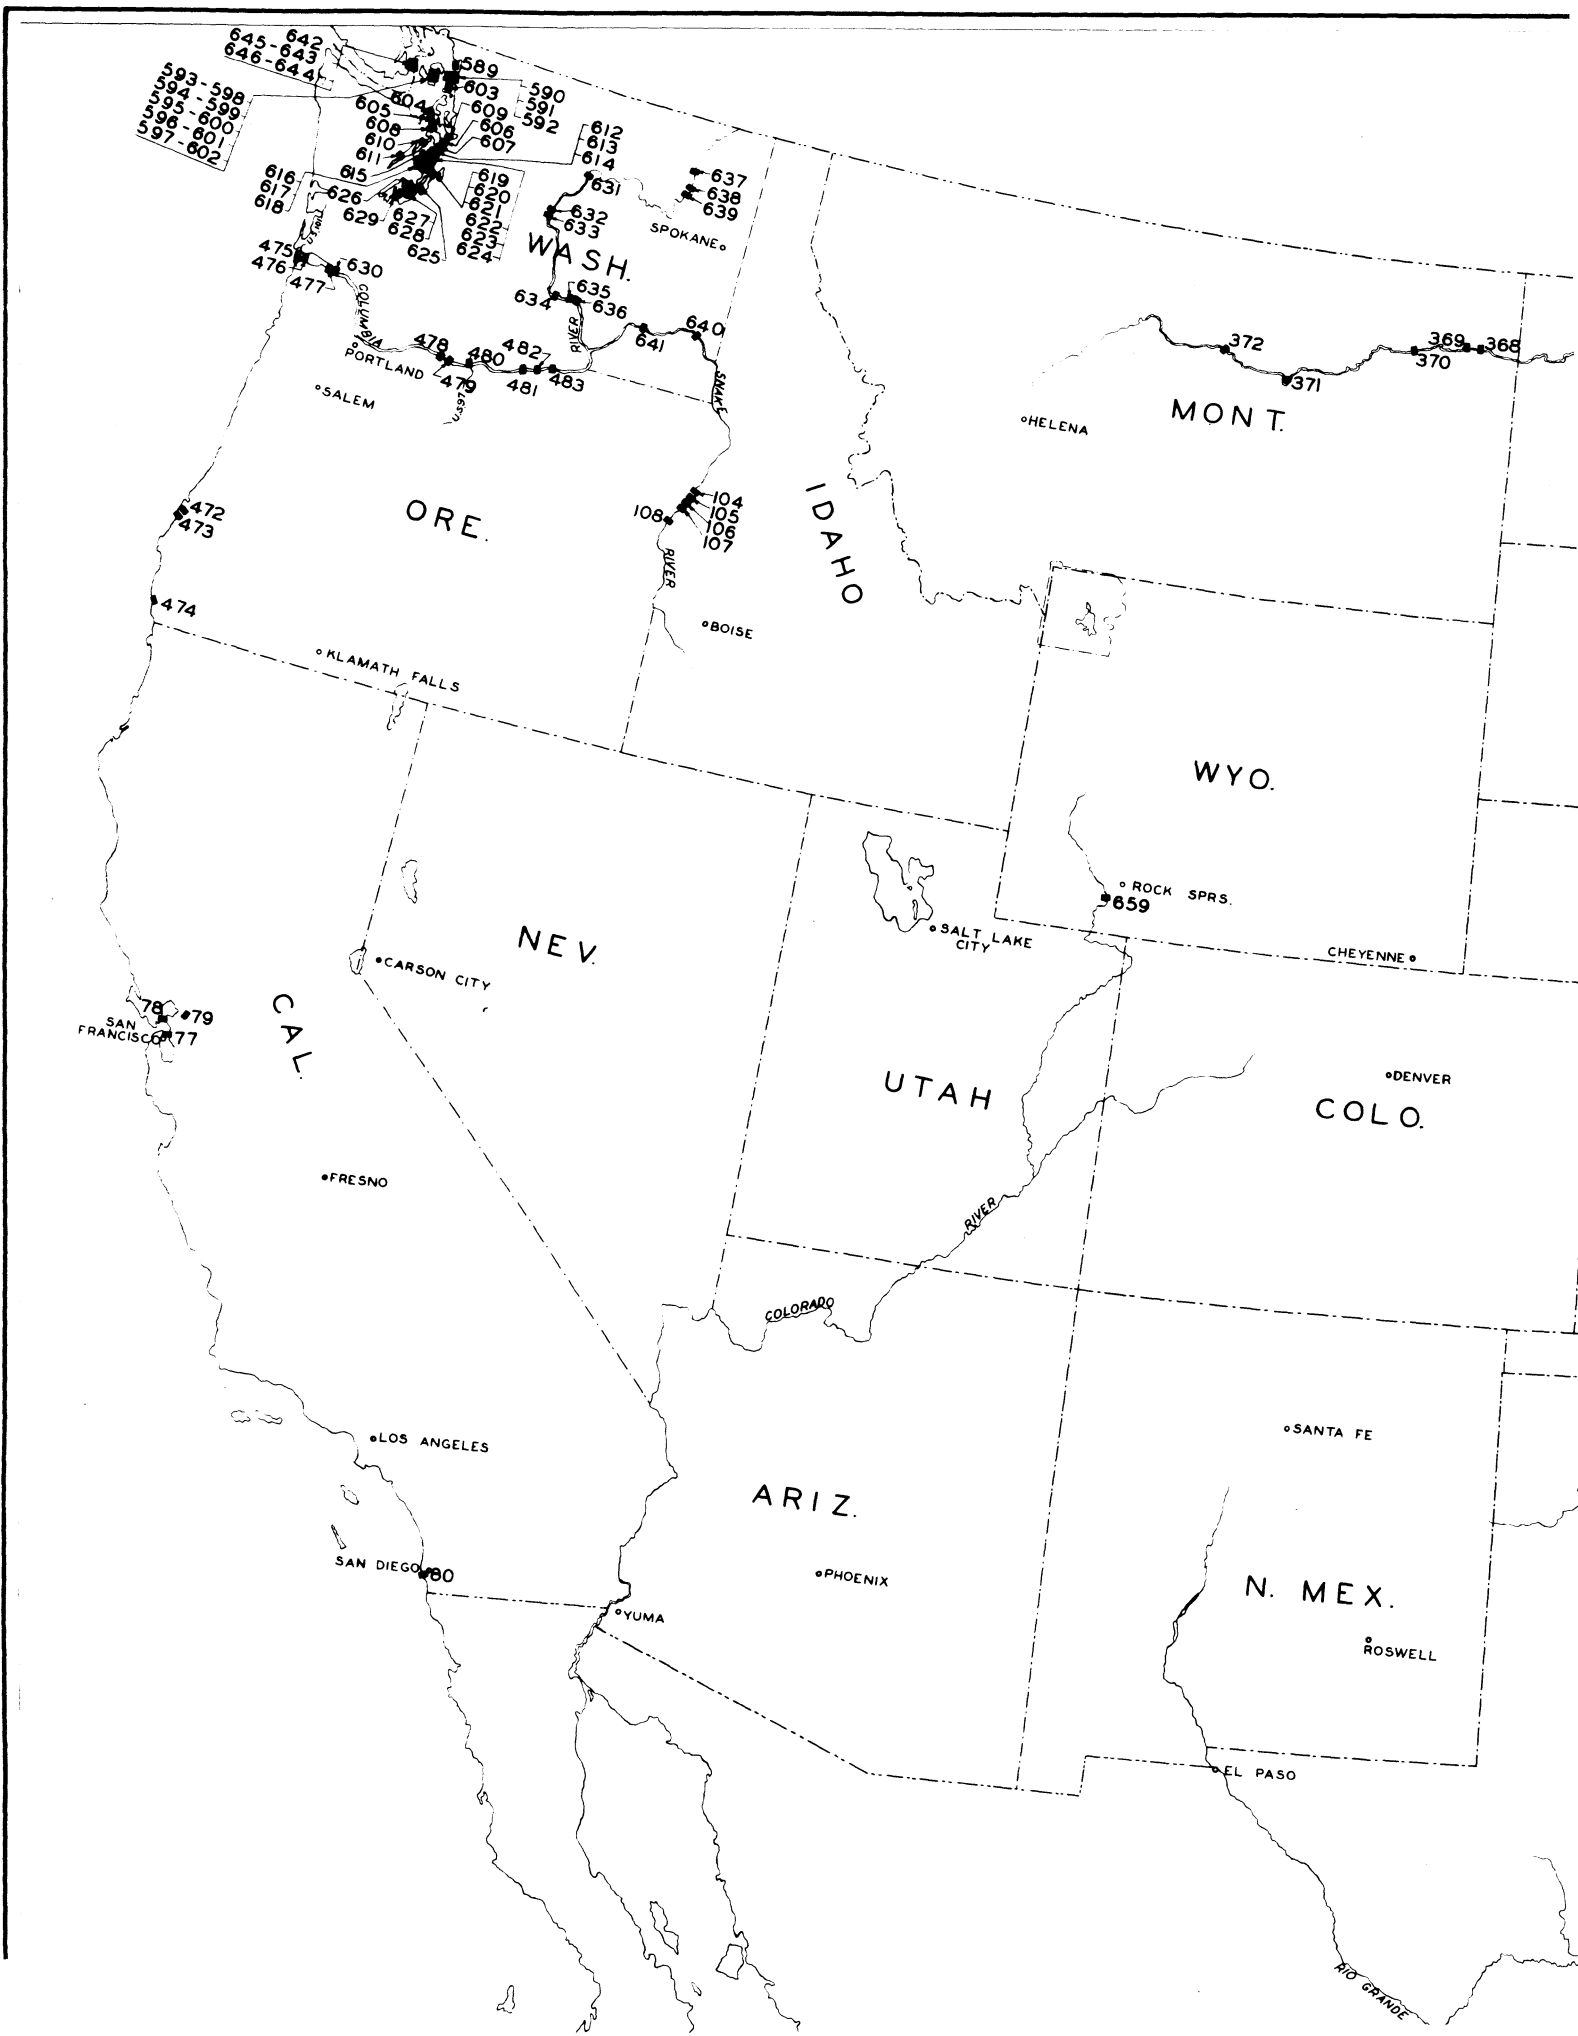 642
645-643
646-644
593-598
594-599
595-600
596-601
597-602
589
603
590
591
592
604
605
608
610
611
609
606
607
612
613
614
615
616
617
618
626
629
627
628
625
619
620
621
622
623
624
631
632
633
637
638
639
SPOKANE
WASH.
U.S.101
475
476
477
630
COLUMBIA
RIVER
634
635
636
641
640
SNAKE
RIVER
PORTLAND
478
479
480
482
481
483
U.S.97
SALEM
372
371
369
368
370
HELENA
MONT.
ORE.
IDAHO
472
473
474
108
104
105
106
107
BOISE
KLAMATH FALLS
WYO.
ROCK SPRS.
659
CHEYENNE
NEV.
CARSON CITY
SALT LAKE
CITY
CAL.
78
79
77
SAN
FRANCISCO
UTAH
DENVER
COLO.
FRESNO
COLORADO
RIVER
LOS ANGELES
SANTA FE
ARIZ.
PHOENIX
SAN DIEGO
80
YUMA
N. MEX.
ROSWELL
EL PASO
RIO GRANDE